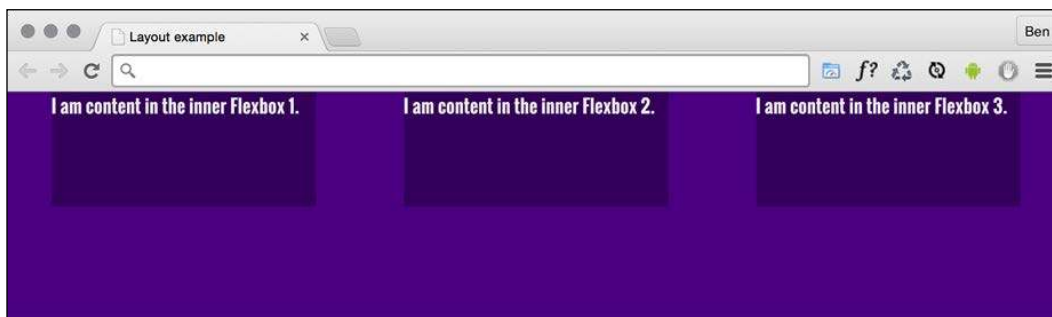 Layout example
Ben
f?
I am content in the inner Flexbox 1.
I am content in the inner Flexbox 2.
I am content in the inner Flexbox 3.